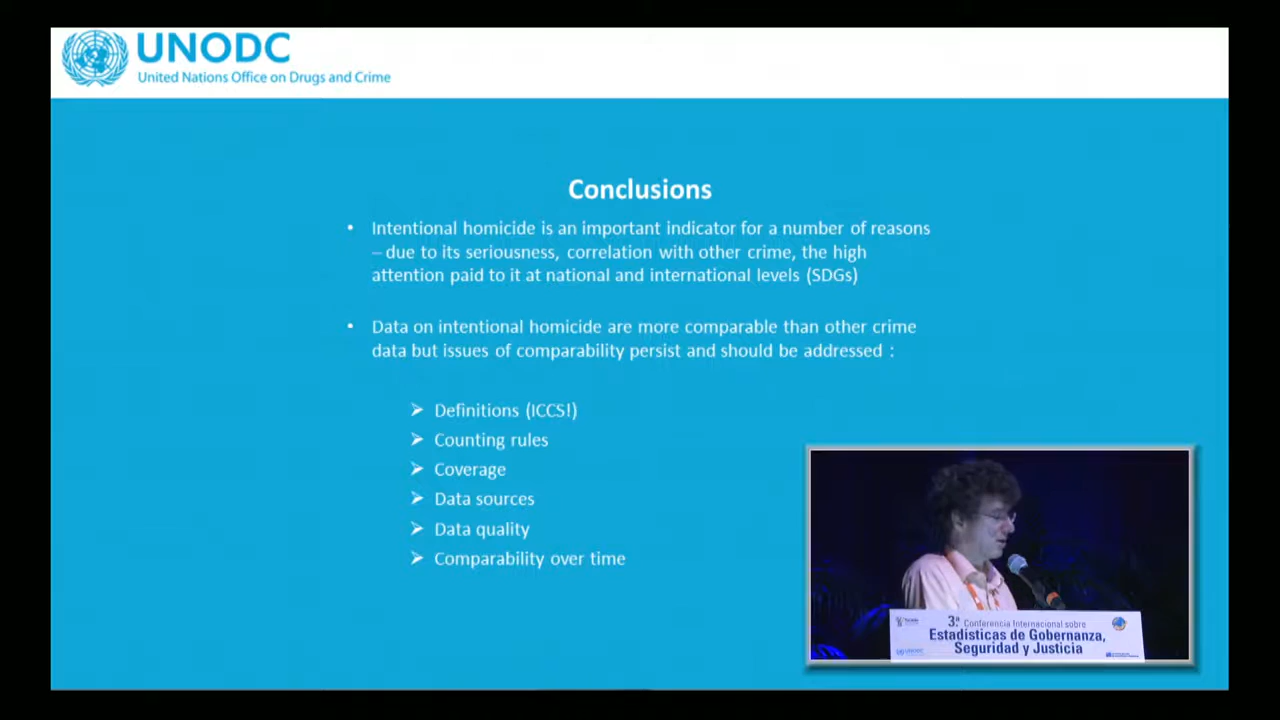 UNODC
United Nations Office on Drugs and Crime
Conclusions
• Intentional homicide is an important indicator for a number of reasons
– due to its seriousness, correlation with other crime, the high
attention paid to it at national and international levels (SDGs)
• Data on intentional homicide are more comparable than other crime
data but issues of comparability persist and should be addressed :
➢ Definitions (ICCS!)
➢ Counting rules
➢ Coverage
➢ Data sources
➢ Data quality
➢ Comparability over time
3.ª Conferencia Internacional sobre
Estadísticas de Gobernanza,
Seguridad y Justicia
UNODC